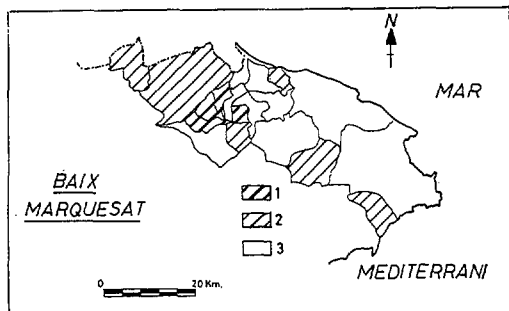 N
MAR
BAIX
MARQUESAT
1
2
3
0 20 Km.
MEDITERRANI